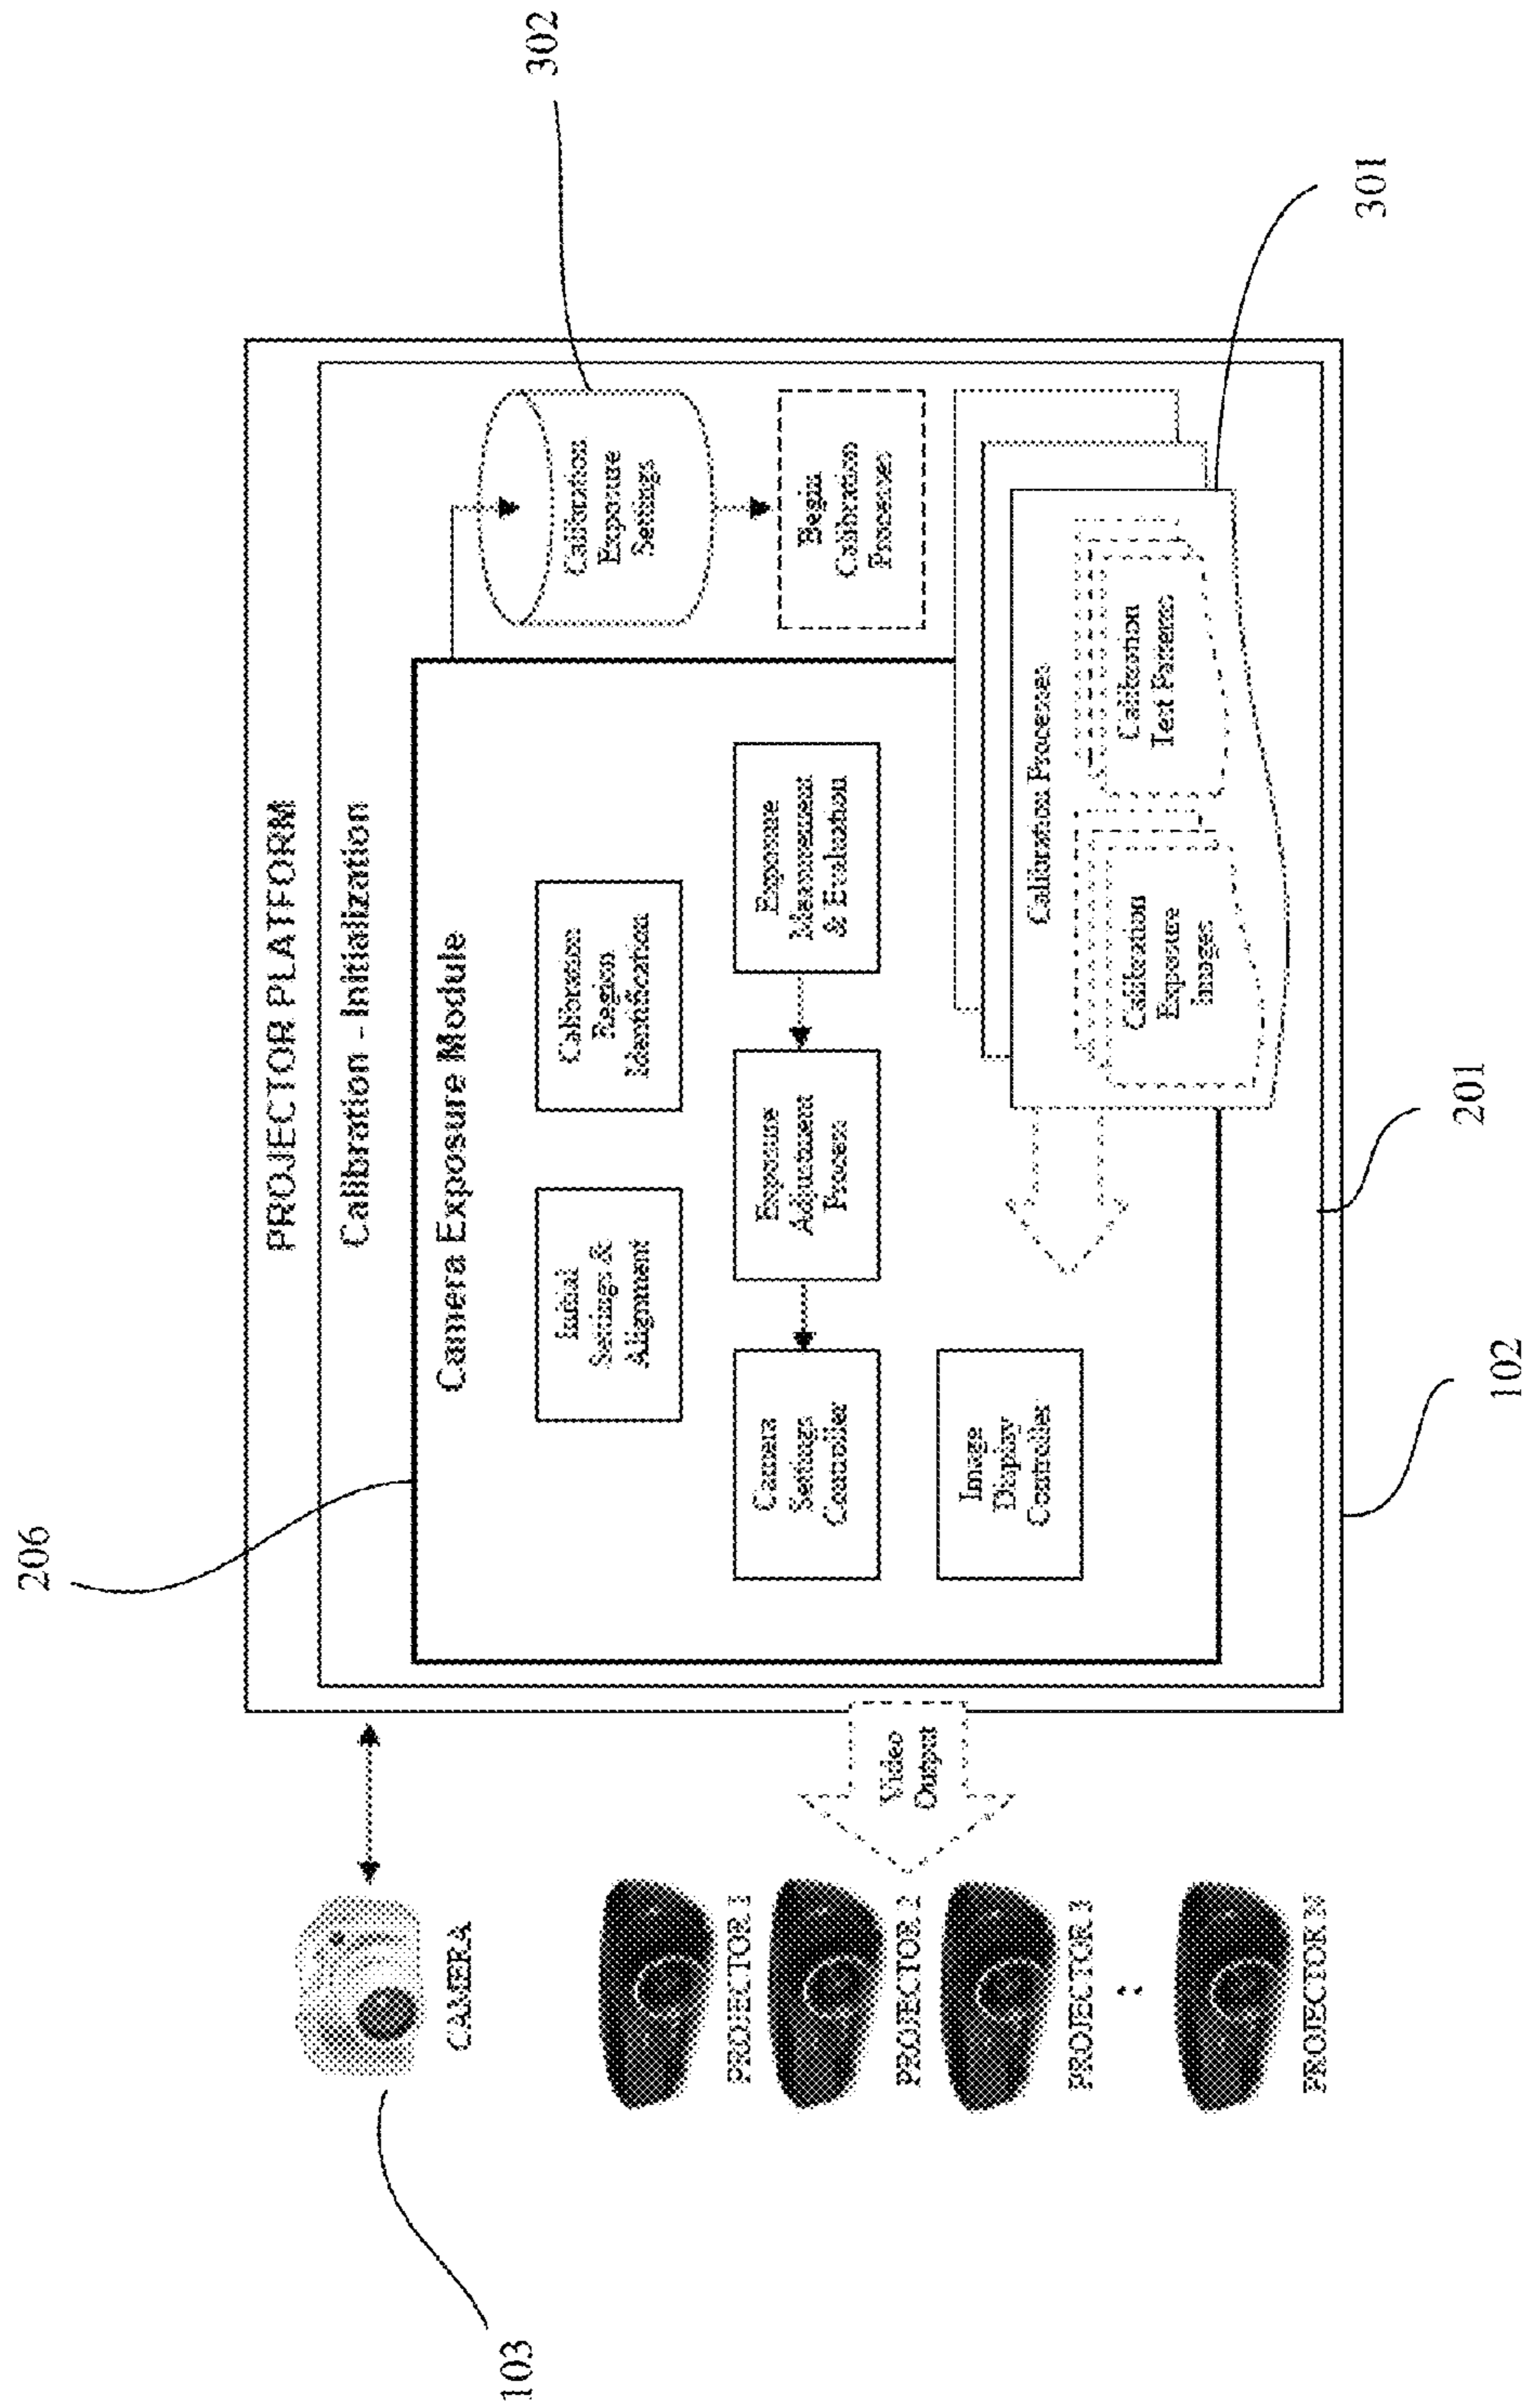 206
302
PROJECTOR PLATFORM
Calibration - Initialization
Camera Exposure Module
Initial
Settings &
Alignment
Calibration
Region
Identification
Calibration
Exposure
Settings
Camera
Settings
Controller
Exposure
Adjustment
Process
Exposure
Measurement
& Evaluation
Begin
Calibration
Processes
Image
Display
Controller
Calibration Processes
Calibration
Exposure
Images
Calibration
Test Patterns
301
201
102
103
CAMERA
Video
Output
PROJECTOR 1
PROJECTOR 2
PROJECTOR 3
:
PROJECTOR N